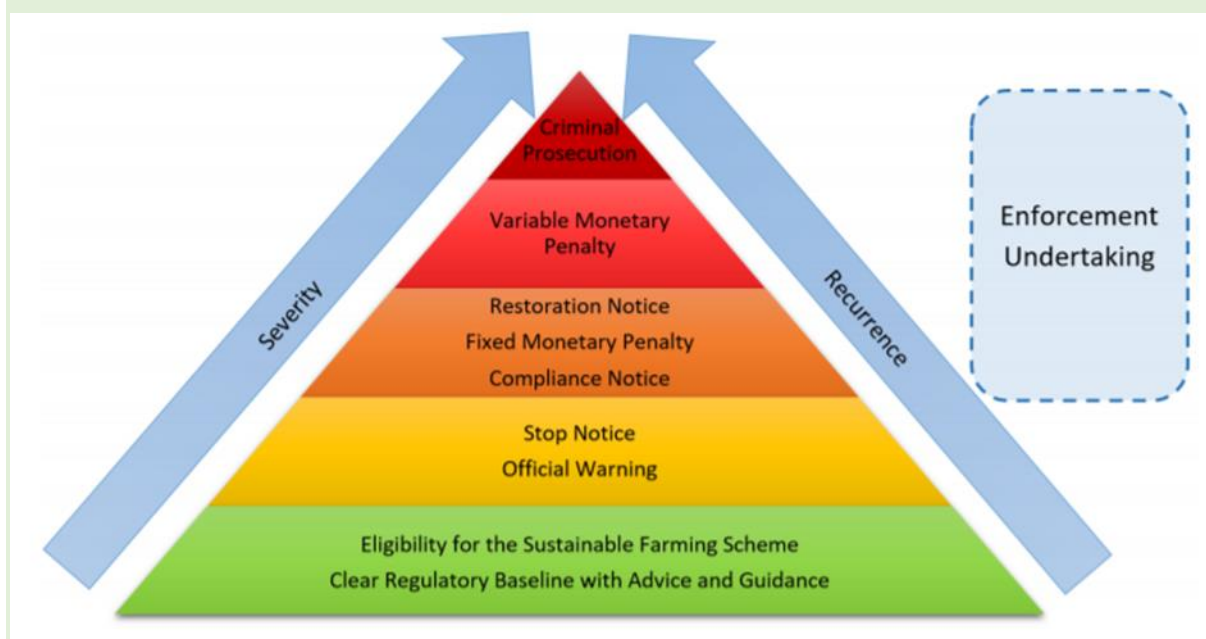 Criminal
Prosecution
Variable Monetary
Penalty
Restoration Notice
Fixed Monetary Penalty
Compliance Notice
Stop Notice
Official Warning
Eligibility for the Sustainable Farming Scheme
Clear Regulatory Baseline with Advice and Guidance
Severity
Recurrence
Enforcement
Undertaking